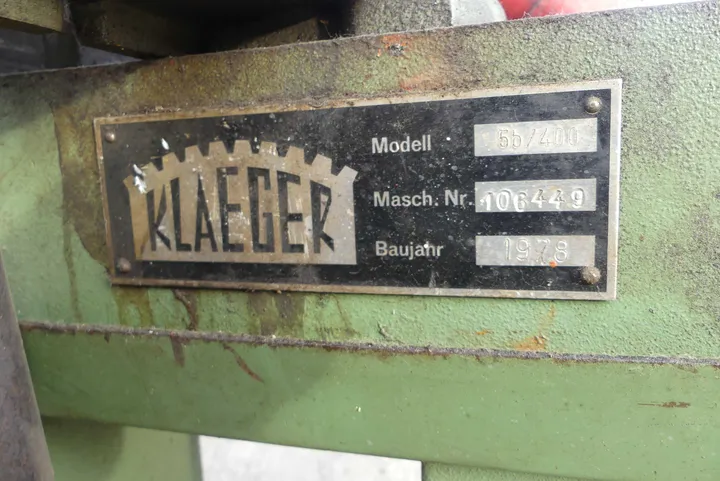 KLAEGER
Modell
Masch. Nr. 106449
Baujahr 1978